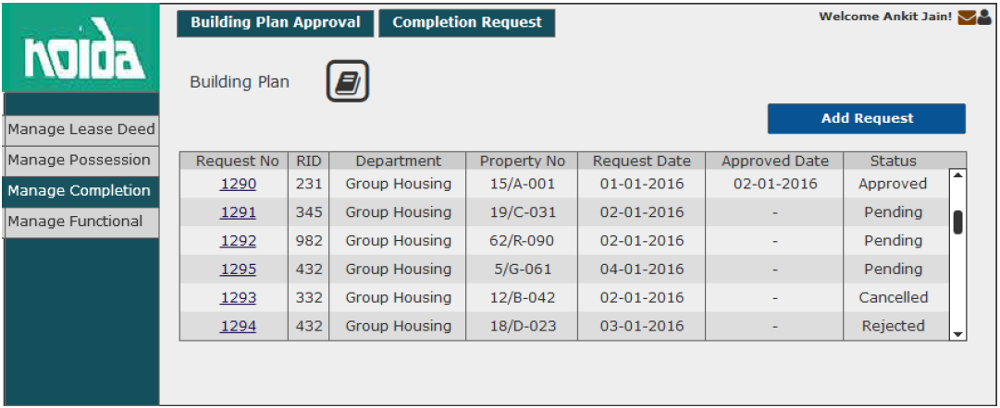 noida
Building Plan Approval Completion Request Welcome Ankit Jain!
Building Plan
Add Request
Manage Lease Deed
Manage Possession
Manage Completion
Manage Functional
Request No RID Department Property No Request Date Approved Date Status
1290 231 Group Housing 15/A-001 01-01-2016 02-01-2016 Approved
1291 345 Group Housing 19/C-031 02-01-2016 - Pending
1292 982 Group Housing 62/R-090 02-01-2016 - Pending
1295 432 Group Housing 5/G-061 04-01-2016 - Pending
1293 332 Group Housing 12/B-042 02-01-2016 - Cancelled
1294 432 Group Housing 18/D-023 03-01-2016 - Rejected